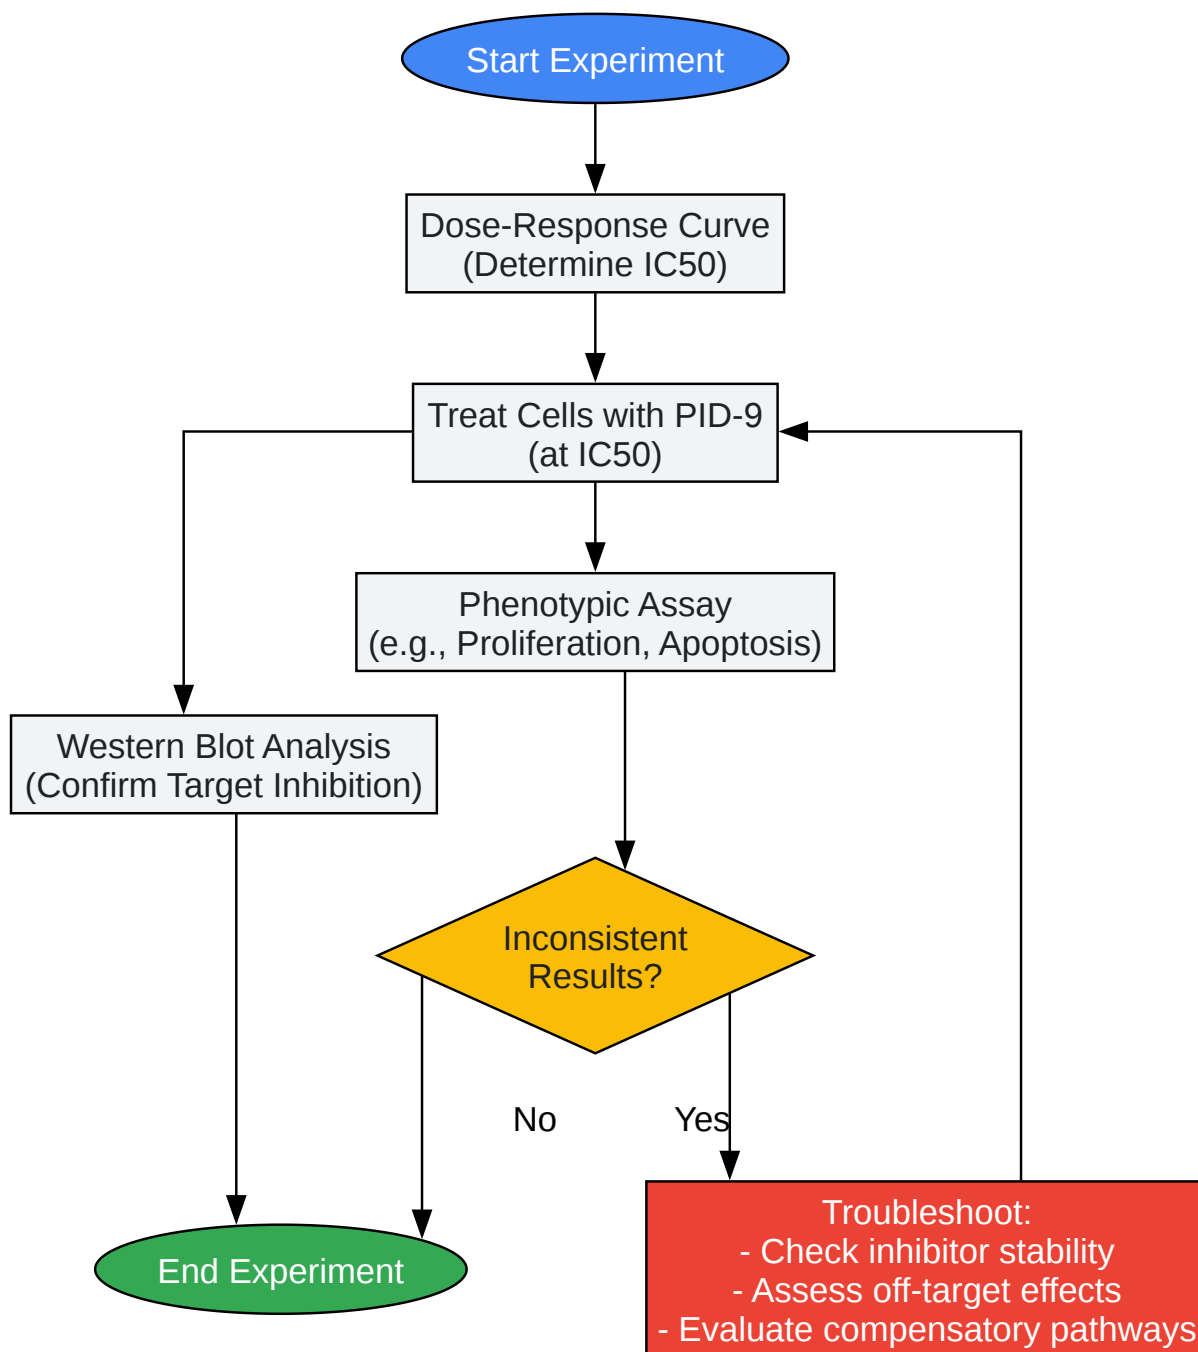 Start Experiment
Dose-Response Curve
(Determine IC50)
Treat Cells with PID-9
(at IC50)
Phenotypic Assay
(e.g., Proliferation, Apoptosis)
Western Blot Analysis
(Confirm Target Inhibition)
Inconsistent
Results?
No
Yes
Troubleshoot:
- Check inhibitor stability
- Assess off-target effects
- Evaluate compensatory pathways
End Experiment